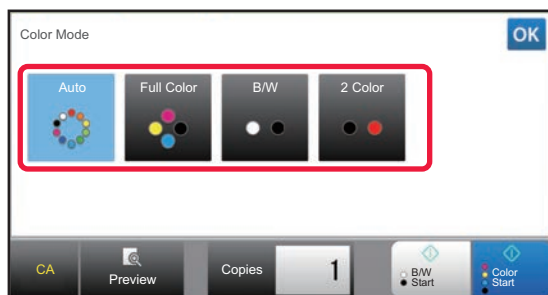 Color Mode
OK
Auto
Full Color
B/W
2 Color
CA
Preview
Copies
1
B/W
Start
Color
Start